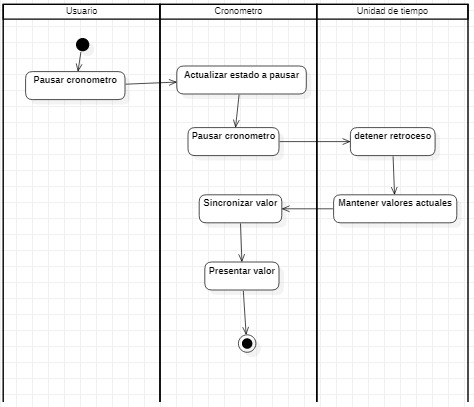 Usuario
Cronometro
Unidad de tiempo
Pausar cronometro
Actualizar estado a pausar
Pausar cronometro
detener retroceso
Sincronizar valor
Mantener valores actuales
Presentar valor